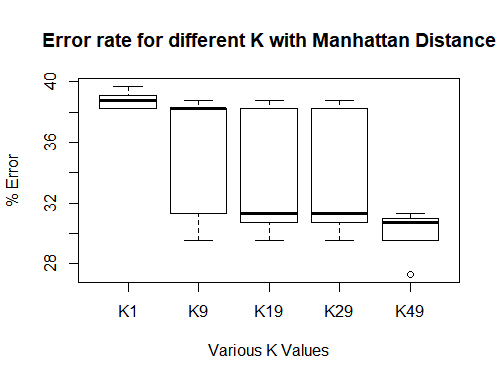 Error rate for different K with Manhattan Distance
40
36
32
28
% Error
K1 K9 K19 K29 K49
Various K Values